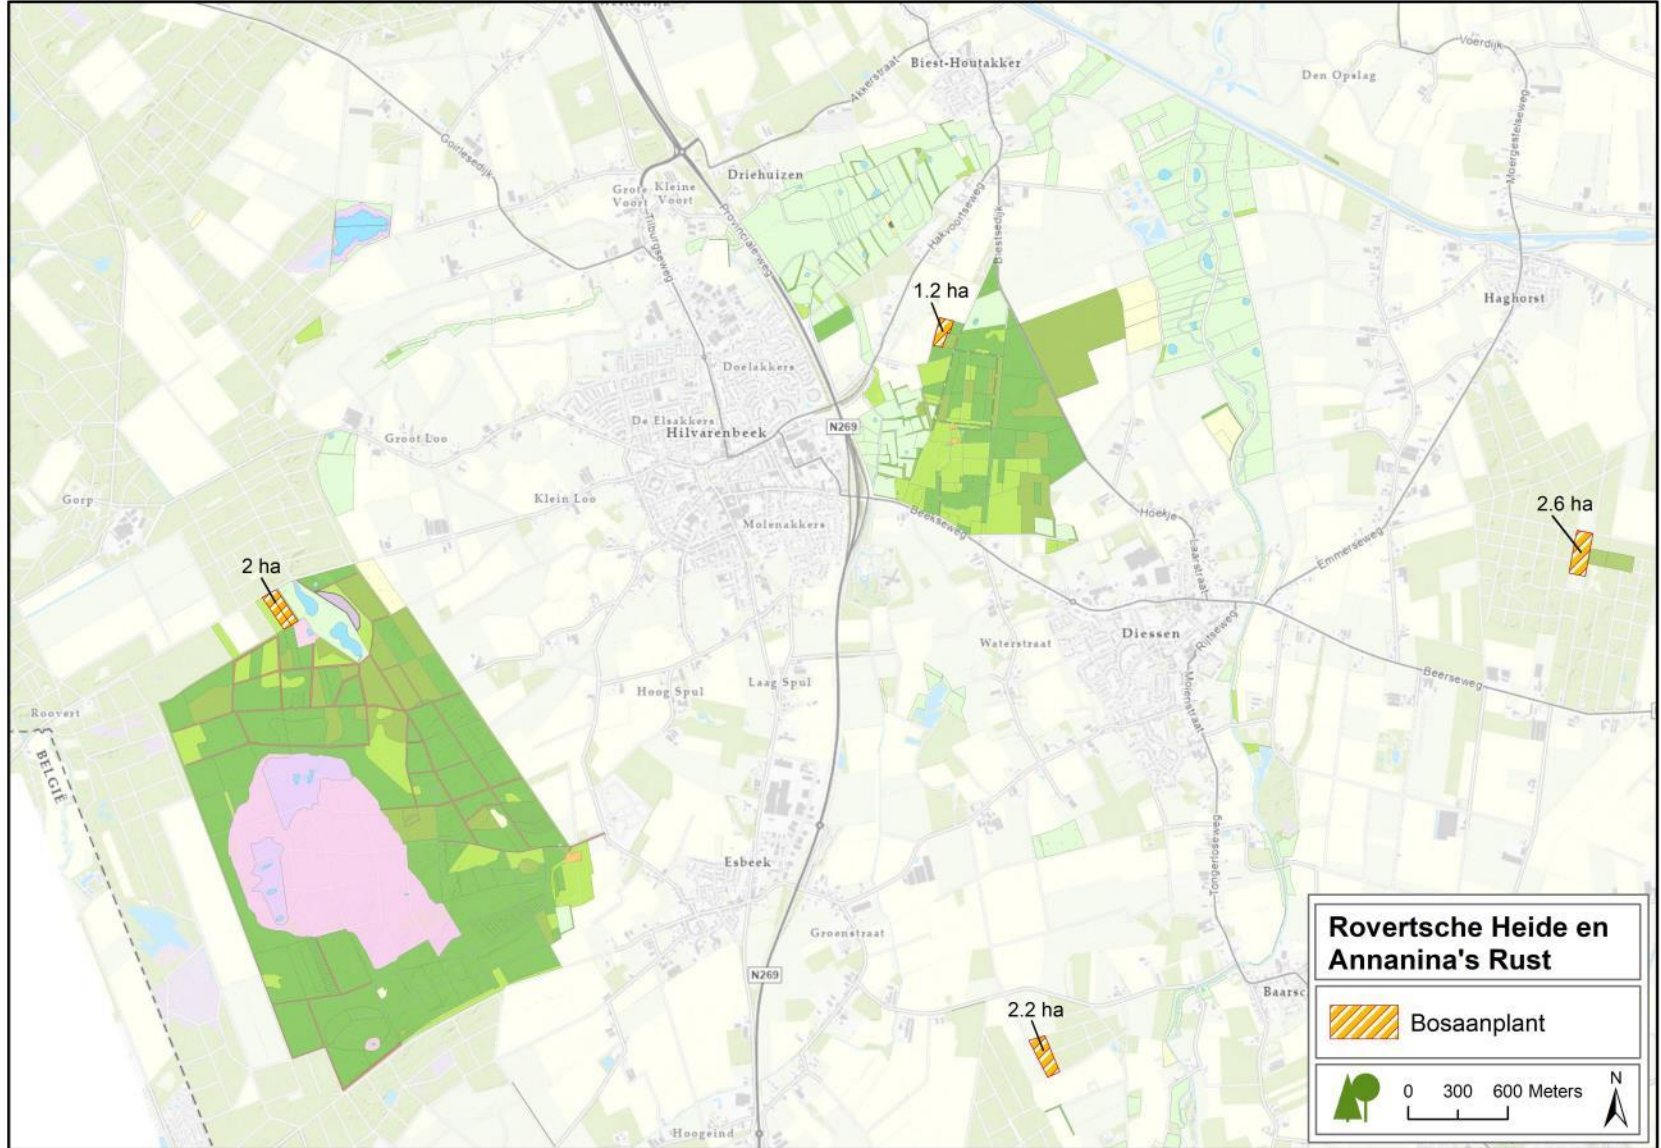 Biest-Houtakker
Voerdijk
Den Opslag
Akkerstraat
Goirlesedijk
Moergestelseweg
Driehuizen
Grote
Voort
Kleine
Voort
Tilburgseweg
Provincialeweg
Hakvoortseweg
Biestsedijk
1.2 ha
Haghorst
Doelakkers
De Elsakkers
Hilvarenbeek
N269
Groot Loo
Klein Loo
Gorp
Molenakkers
Beekseweg
Hoekje
Laarstraat
Emmerseweg
2.6 ha
2 ha
Waterstraat
Diessen
Rijtseweg
Molenstraat
Beerseweg
Hoog Spul
Laag Spul
Roovert
BELGIË
Tongerloseweg
Esbeek
Groenstraat
N269
Baarsc
2.2 ha
Hoogeind
Rovertsche Heide en
Annanina's Rust
Bosaanplant
0 300 600 Meters
N